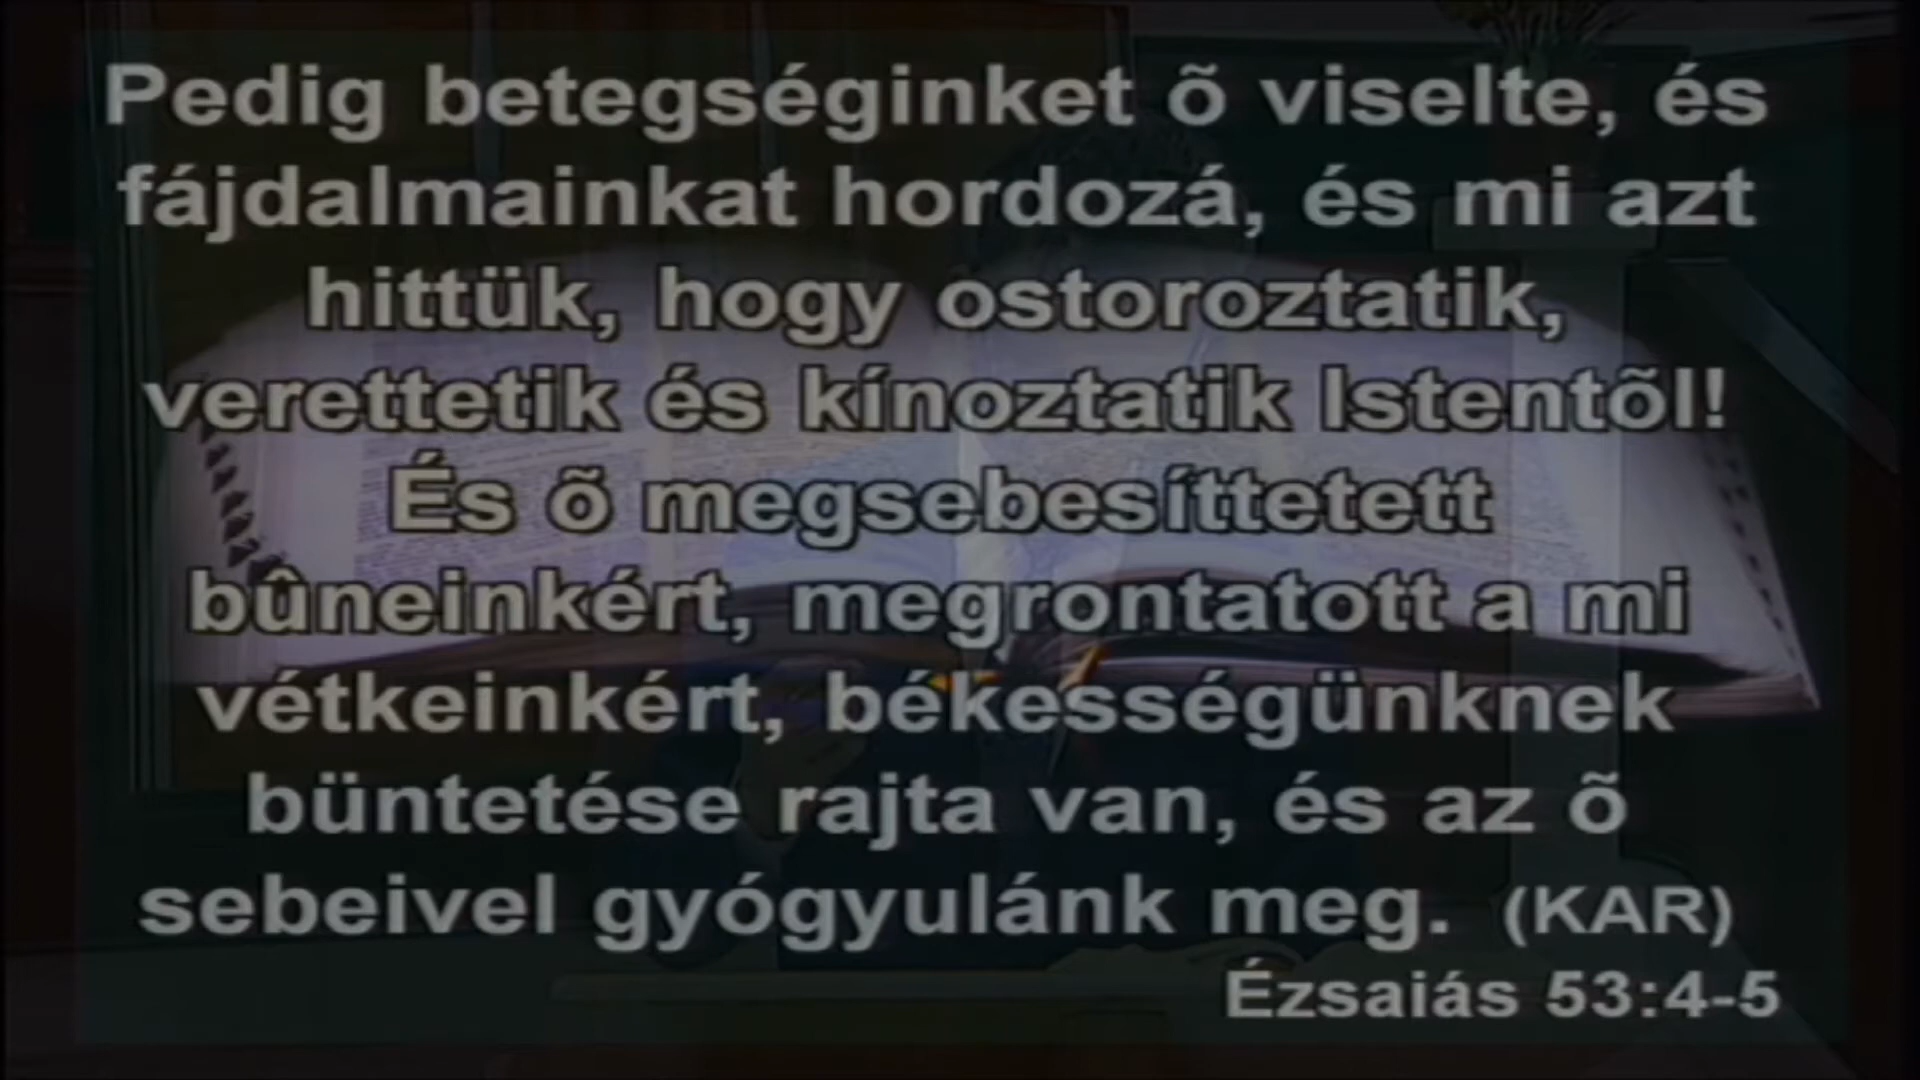 Pedig betegséginket õ viselte, és
fájdalmainkat hordozá, és mi azt
hittük, hogy ostoroztatik,
verettetik és kínoztatik Istentõl!
És õ megsebesíttetett
bûneinkért, megrontatott a mi
vétkeinkért, békességünknek
büntetése rajta van, és az õ
sebeivel gyógyulánk meg. (KAR)
Ézsaiás 53:4-5